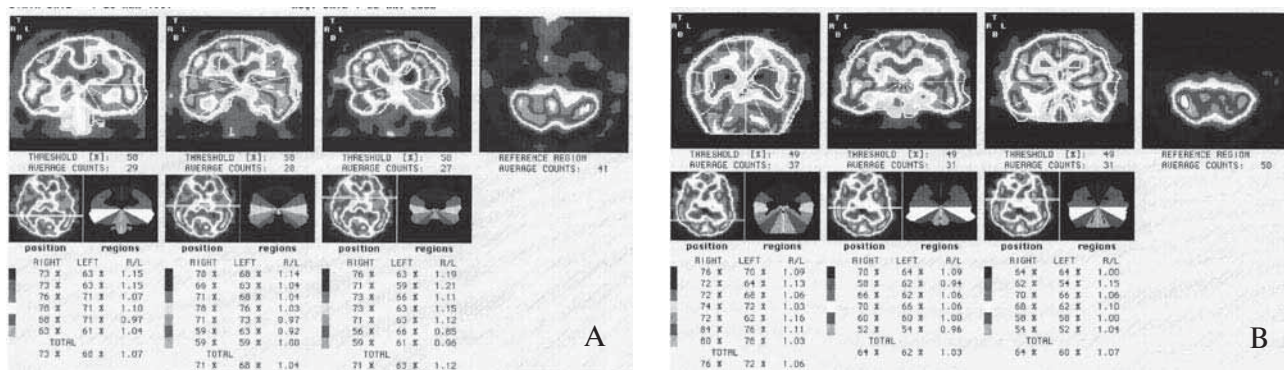 T
R L
B
T
R L
B
T
R L
B
THRESHOLD [%]: 50 THRESHOLD [%]: 50 THRESHOLD [%]: 50 REFERENCE REGION
AVERAGE COUNTS: 29 AVERAGE COUNTS: 28 AVERAGE COUNTS: 27 AVERAGE COUNTS: 41
position regions position regions position regions
RIGHT LEFT R/L RIGHT LEFT R/L RIGHT LEFT R/L
73 % 63 % 1.15 78 % 68 % 1.14 76 % 63 % 1.19
73 % 63 % 1.15 66 % 63 % 1.04 71 % 59 % 1.21
76 % 71 % 1.07 71 % 68 % 1.04 73 % 66 % 1.11
78 % 71 % 1.10 78 % 76 % 1.03 73 % 63 % 1.15
68 % 71 % 0.97 71 % 73 % 0.97 71 % 63 % 1.12
63 % 61 % 1.04 59 % 63 % 0.92 56 % 66 % 0.85
TOTAL 59 % 59 % 1.00 59 % 61 % 0.96
73 % 68 % 1.07 TOTAL TOTAL
71 % 68 % 1.04 71 % 63 % 1.12
A
T
R L
B
T
R L
B
T
R L
B
THRESHOLD [%]: 49 THRESHOLD [%]: 49 THRESHOLD [%]: 49 REFERENCE REGION
AVERAGE COUNTS: 37 AVERAGE COUNTS: 31 AVERAGE COUNTS: 31 AVERAGE COUNTS: 50
position regions position regions position regions
RIGHT LEFT R/L RIGHT LEFT R/L RIGHT LEFT R/L
76 % 70 % 1.09 70 % 64 % 1.09 64 % 64 % 1.00
72 % 64 % 1.13 58 % 62 % 0.94 62 % 54 % 1.15
72 % 68 % 1.06 66 % 62 % 1.06 70 % 66 % 1.06
74 % 72 % 1.03 70 % 66 % 1.06 68 % 62 % 1.10
72 % 62 % 1.16 60 % 60 % 1.00 58 % 58 % 1.00
84 % 76 % 1.11 52 % 54 % 0.96 54 % 52 % 1.04
80 % 78 % 1.03 TOTAL TOTAL
TOTAL 64 % 62 % 1.03 64 % 60 % 1.07
76 % 72 % 1.06
B